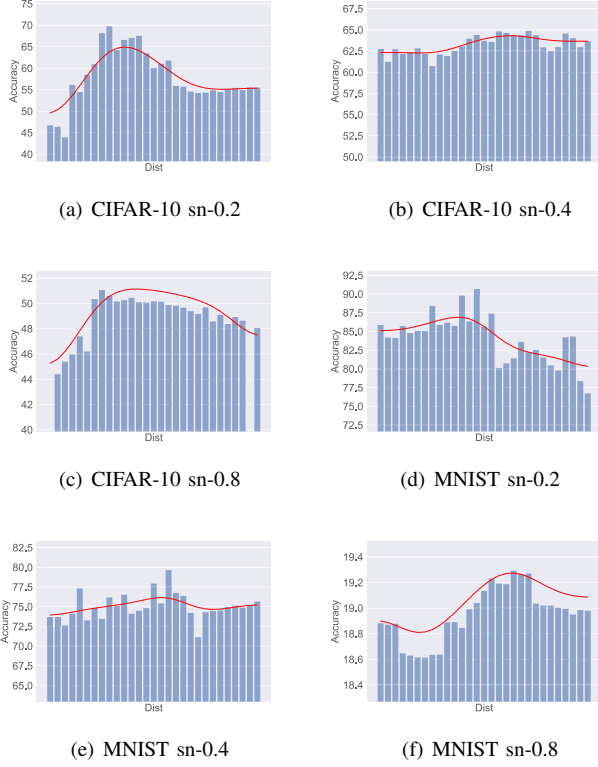 75
70
65
60
55
50
45
40
Accuracy
Dist
(a) CIFAR-10 sn-0.2
67.5
65.0
62.5
60.0
57.5
55.0
52.5
50.0
Accuracy
Dist
(b) CIFAR-10 sn-0.4
52
50
48
46
44
42
40
Accuracy
Dist
(c) CIFAR-10 sn-0.8
92.5
90.0
87.5
85.0
82.5
80.0
77.5
75.0
72.5
Accuracy
Dist
(d) MNIST sn-0.2
82.5
80.0
77.5
75.0
72.5
70.0
67.5
65.0
Accuracy
Dist
(e) MNIST sn-0.4
19.4
19.2
19.0
18.8
18.6
18.4
Accuracy
Dist
(f) MNIST sn-0.8